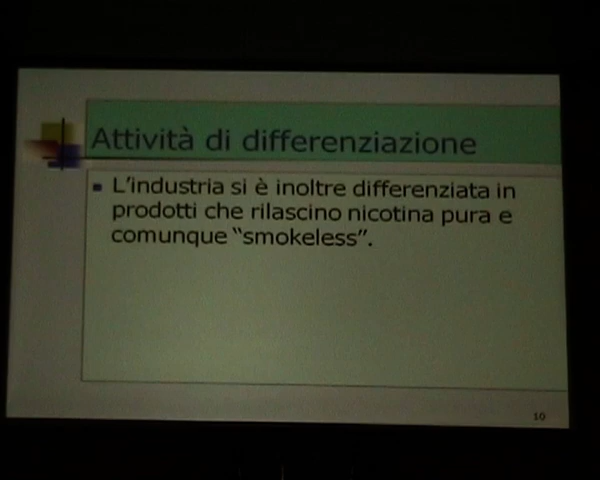 Attività di differenziazione
L'industria si è inoltre differenziata in
prodotti che rilascino nicotina pura e
comunque “smokeless”.
10